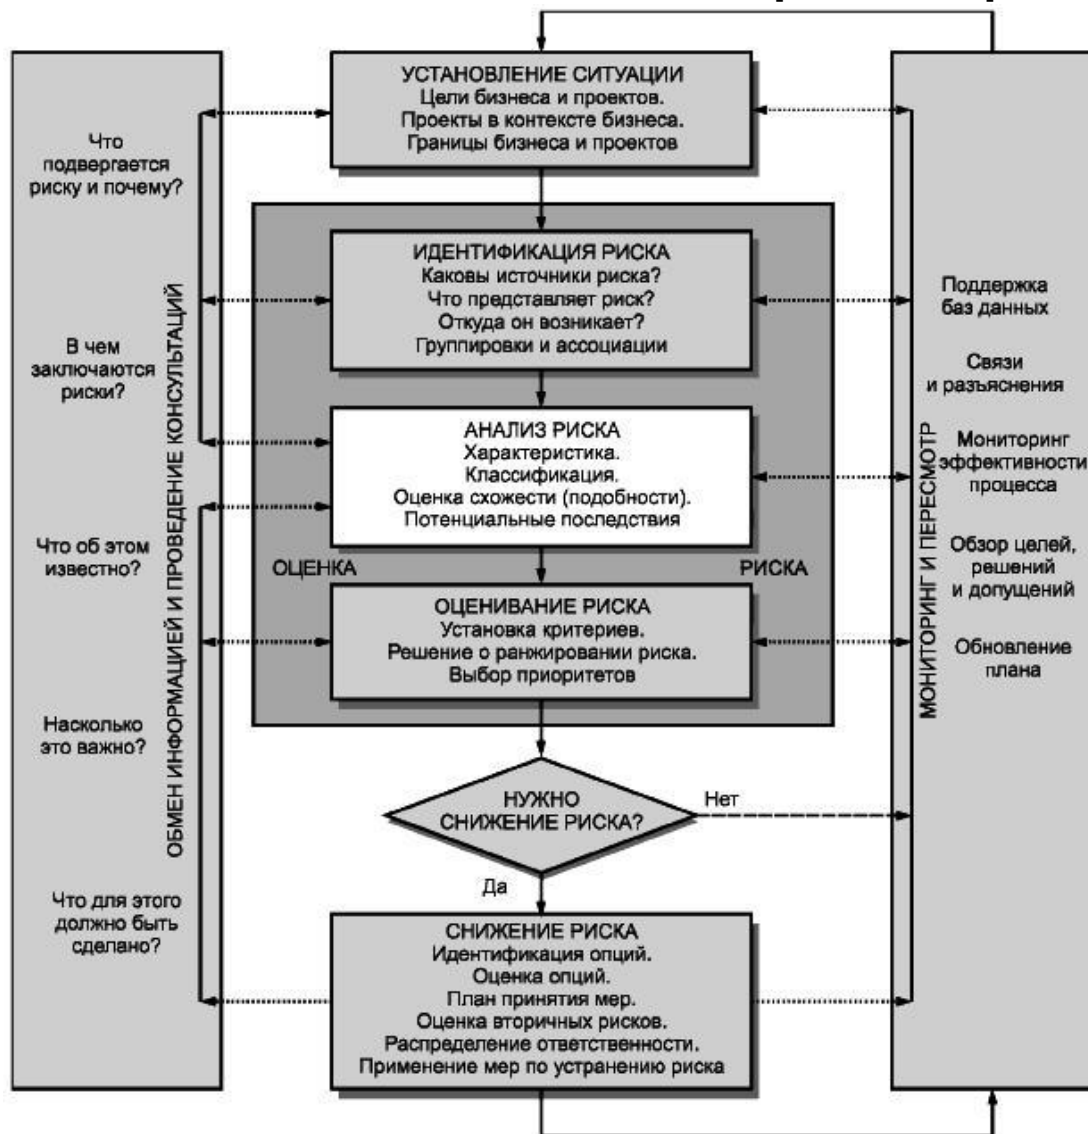 УСТАНОВЛЕНИЕ СИТУАЦИИ
Цели бизнеса и проектов.
Проекты в контексте бизнеса.
Границы бизнеса и проектов
Что
подвергается
риску и почему?
В чем
заключаются
риски?
Что об этом
известно?
Насколько
это важно?
Что для этого
должно быть
сделано?
ОБМЕН ИНФОРМАЦИЕЙ И ПРОВЕДЕНИЕ КОНСУЛЬТАЦИЙ
ИДЕНТИФИКАЦИЯ РИСКА
Каковы источники риска?
Что представляет риск?
Откуда он возникает?
Группировки и ассоциации
АНАЛИЗ РИСКА
Характеристика.
Классификация.
Оценка схожести (подобности).
Потенциальные последствия
ОЦЕНКА
РИСКА
ОЦЕНИВАНИЕ РИСКА
Установка критериев.
Решение о ранжировании риска.
Выбор приоритетов
НУЖНО
СНИЖЕНИЕ РИСКА?
Нет
Да
СНИЖЕНИЕ РИСКА
Идентификация опций.
Оценка опций.
План принятия мер.
Оценка вторичных рисков.
Распределение ответственности.
Применение мер по устранению риска
МОНИТОРИНГ И ПЕРЕСМОТР
Поддержка
баз данных
Связи
и разъяснения
Мониторинг
эффективности
процесса
Обзор целей,
решений
и допущений
Обновление
плана